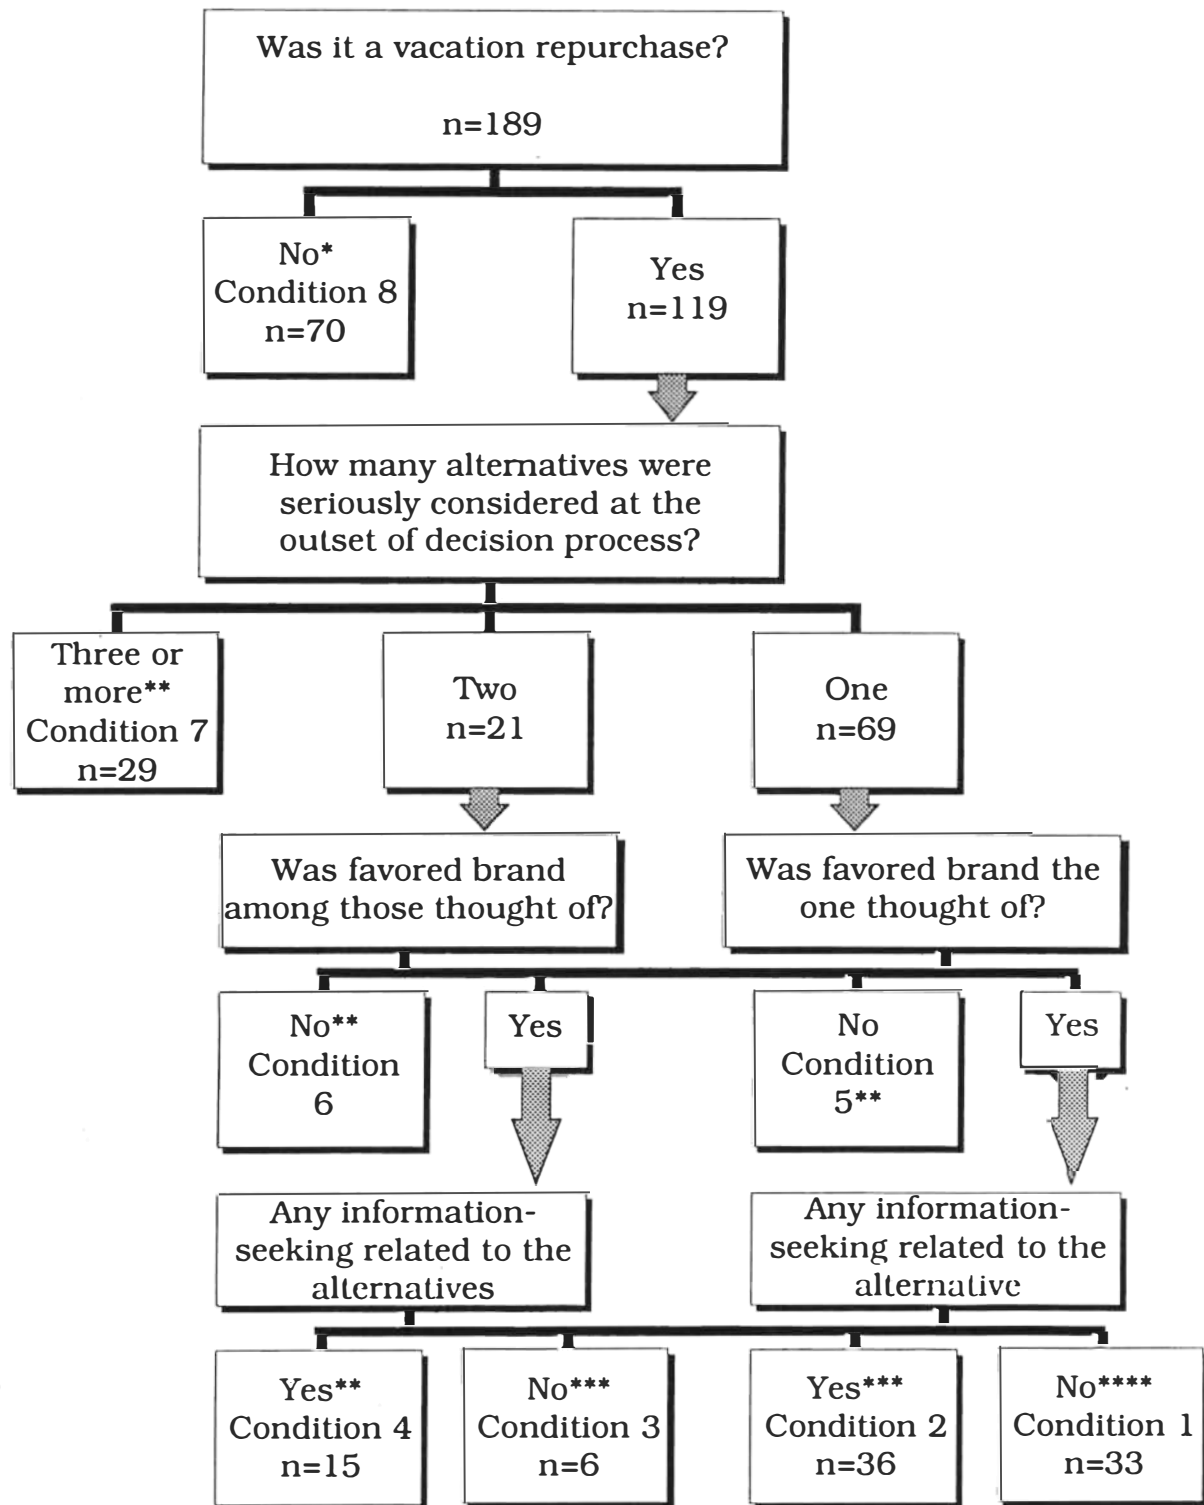 Was it a vacation repurchase?
n=189
No*
Condition 8
n=70
Yes
n=119
How many alternatives were
seriously considered at the
outset of decision process?
Three or
more**
Condition 7
n=29
Two
n=21
One
n=69
Was favored brand
among those thought of?
Was favored brand the
one thought of?
No**
Condition
6
Yes
No
Condition
5**
Yes
Any information-
seeking related to the
alternatives
Any information-
seeking related to the
alternative
Yes**
Condition 4
n=15
No***
Condition 3
n=6
Yes***
Condition 2
n=36
No****
Condition 1
n=33